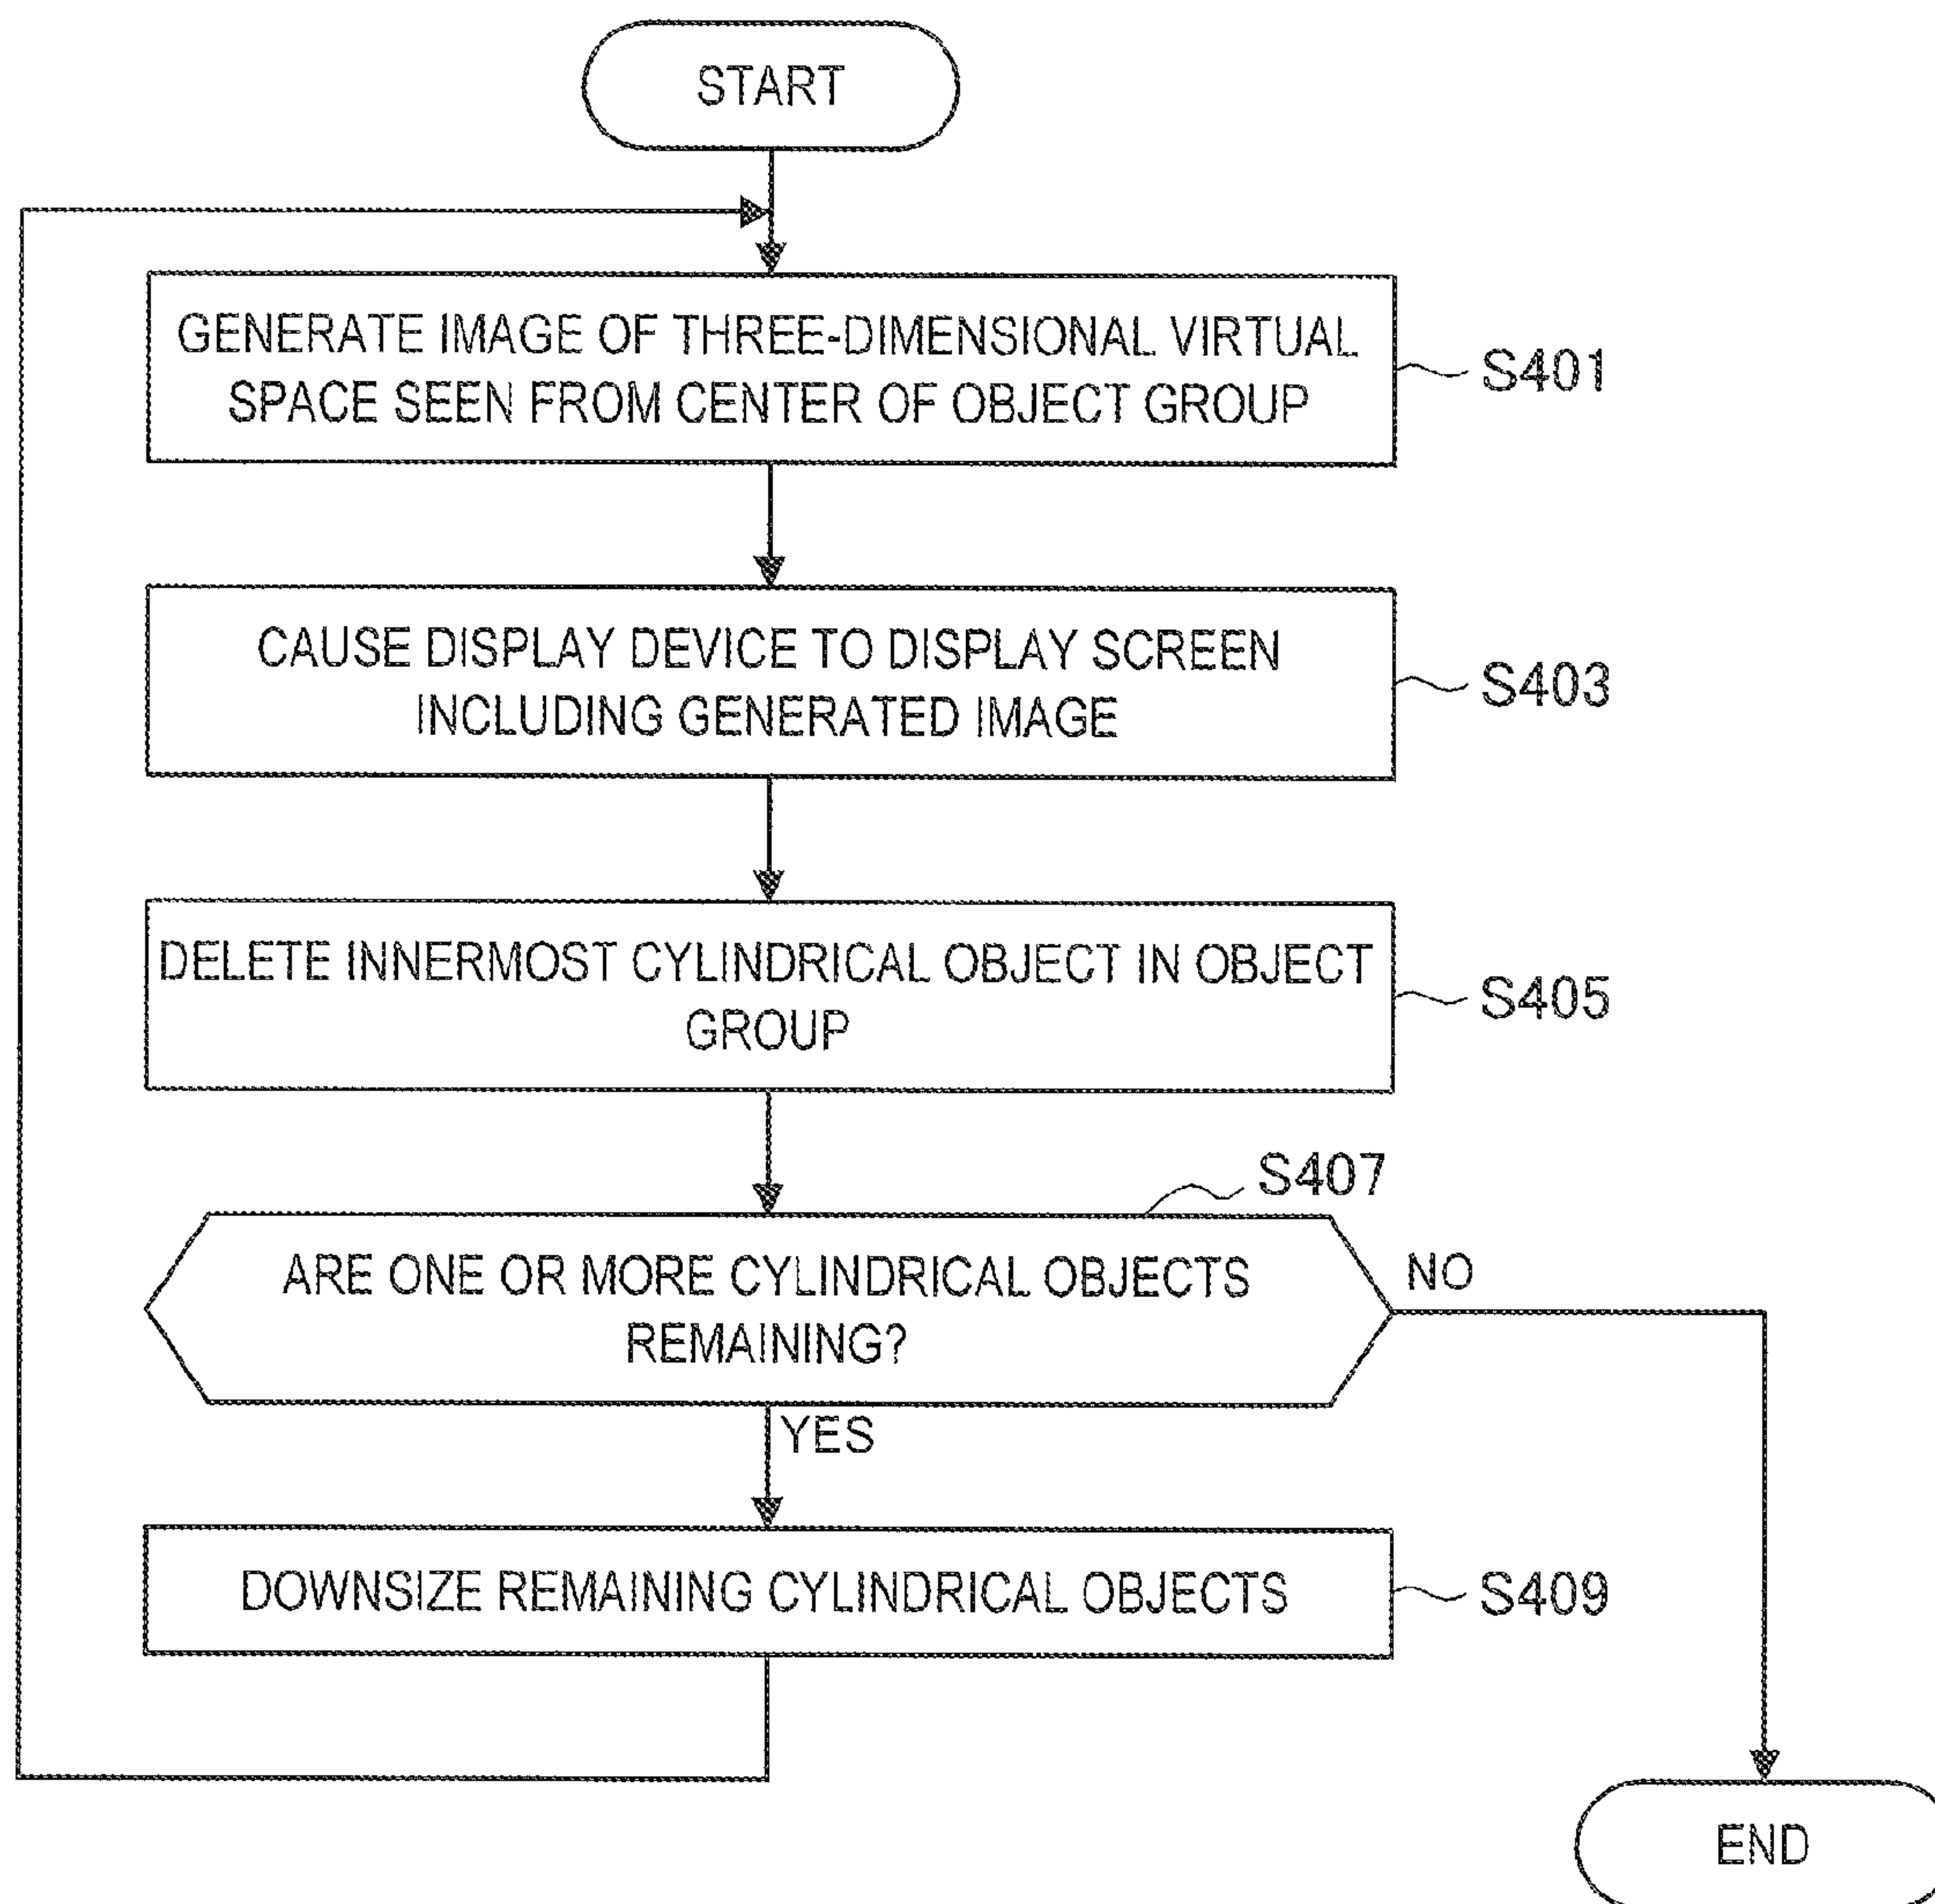 START
GENERATE IMAGE OF THREE-DIMENSIONAL VIRTUAL
SPACE SEEN FROM CENTER OF OBJECT GROUP
S401
CAUSE DISPLAY DEVICE TO DISPLAY SCREEN
INCLUDING GENERATED IMAGE
S403
DELETE INNERMOST CYLINDRICAL OBJECT IN OBJECT
GROUP
S405
S407
ARE ONE OR MORE CYLINDRICAL OBJECTS
REMAINING?
NO
YES
DOWNSIZE REMAINING CYLINDRICAL OBJECTS
S409
END